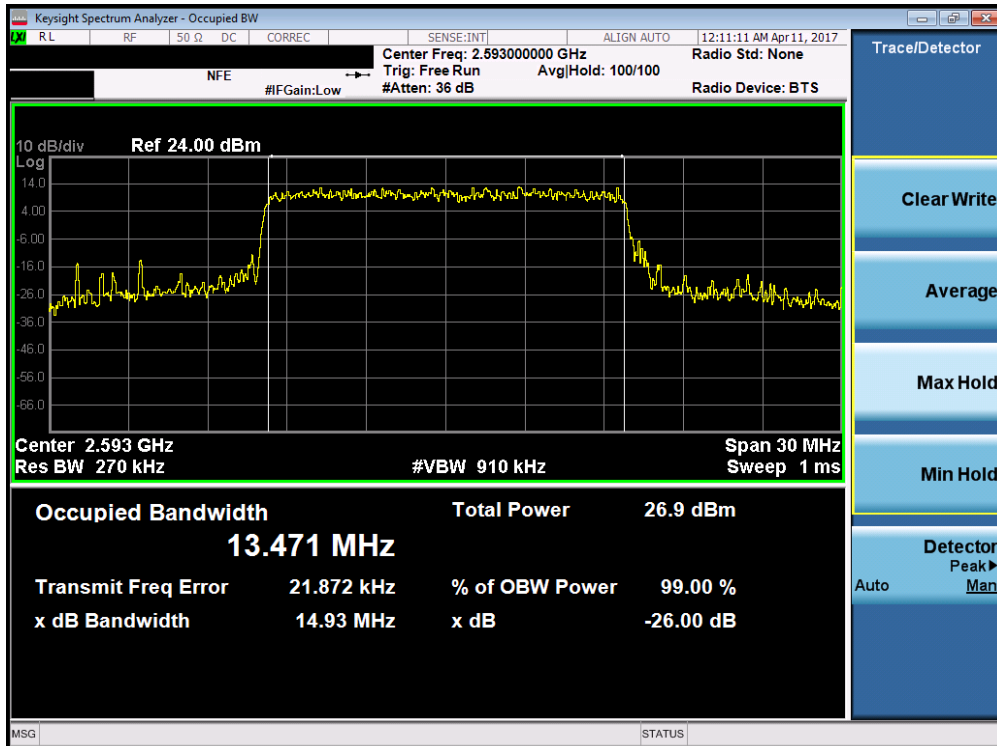 Keysight Spectrum Analyzer - Occupied BW
LXI RL RF 50 Ω DC CORREC SENSE:INT ALIGN AUTO 12:11:11 AM Apr 11, 2017
Center Freq: 2.593000000 GHz Radio Std: None
NFE Trig: Free Run Avg|Hold: 100/100
#IFGain:Low #Atten: 36 dB Radio Device: BTS
10 dB/div Ref 24.00 dBm
Log
14.0
4.00
-6.00
-16.0
-26.0
-36.0
-46.0
-56.0
-66.0
Center 2.593 GHz Span 30 MHz
Res BW 270 kHz #VBW 910 kHz Sweep 1 ms
Occupied Bandwidth Total Power 26.9 dBm
13.471 MHz
Transmit Freq Error 21.872 kHz % of OBW Power 99.00 %
x dB Bandwidth 14.93 MHz x dB -26.00 dB
MSG STATUS
Trace/Detector
Clear Write
Average
Max Hold
Min Hold
Detector
Peak▶
Auto Man